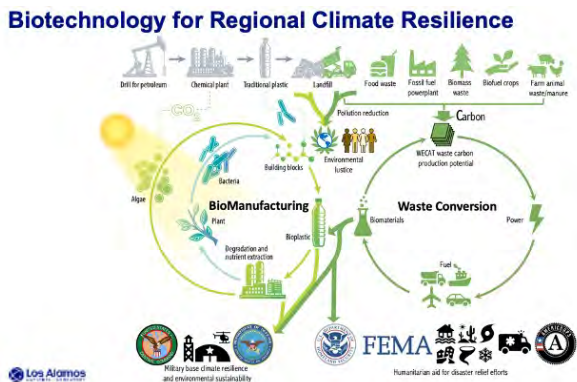 Biotechnology for Regional Climate Resilience
Drill for petroleum
Chemical plant
Traditional plastic
Landfill
Food waste
Fossil fuel
powerplant
Biomass
waste
Biofuel crops
Farm animal
waste/manure
CO2
Pollution reduction
Carbon
Building blocks
Environmental
Justice
WECAT waste carbon
production potential
Bacteria
Algae
BioManufacturing
Waste Conversion
Plant
Bioplastic
Biomaterials
Power
Degradation and
nutrient extraction
Fuel
FEMA
AMERICORPS
A
Military base climate resilience
and environmental sustainability
Humanitarian aid for disaster relief efforts
Los Alamos
NATIONAL LABORATORY